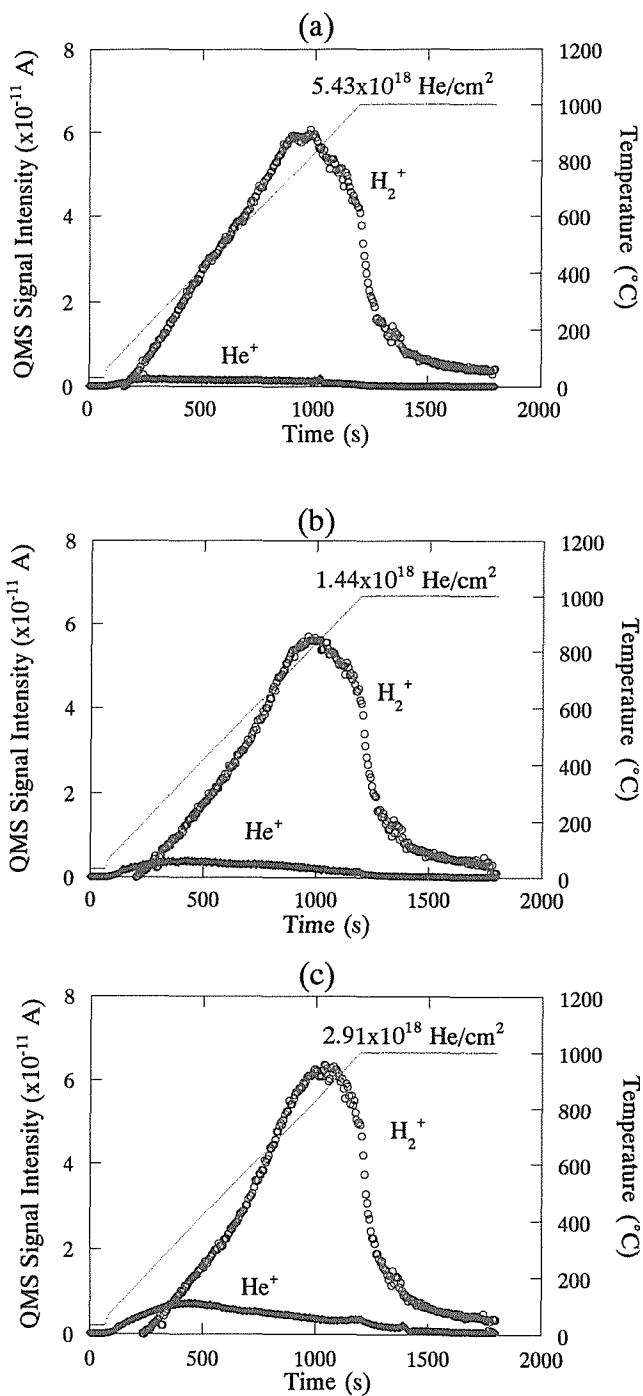 (a)
QMS Signal Intensity (x10⁻¹¹ A)
8
6
4
2
0
1200
1000
800
600
400
200
0
Temperature (°C)
5.43x10¹⁸ He/cm²
H₂⁺
He⁺
0 500 1000 1500 2000
Time (s)
(b)
QMS Signal Intensity (x10⁻¹¹ A)
8
6
4
2
0
1200
1000
800
600
400
200
0
Temperature (°C)
1.44x10¹⁸ He/cm²
H₂⁺
He⁺
0 500 1000 1500 2000
Time (s)
(c)
QMS Signal Intensity (x10⁻¹¹ A)
8
6
4
2
0
1200
1000
800
600
400
200
0
Temperature (°C)
2.91x10¹⁸ He/cm²
H₂⁺
He⁺
0 500 1000 1500 2000
Time (s)